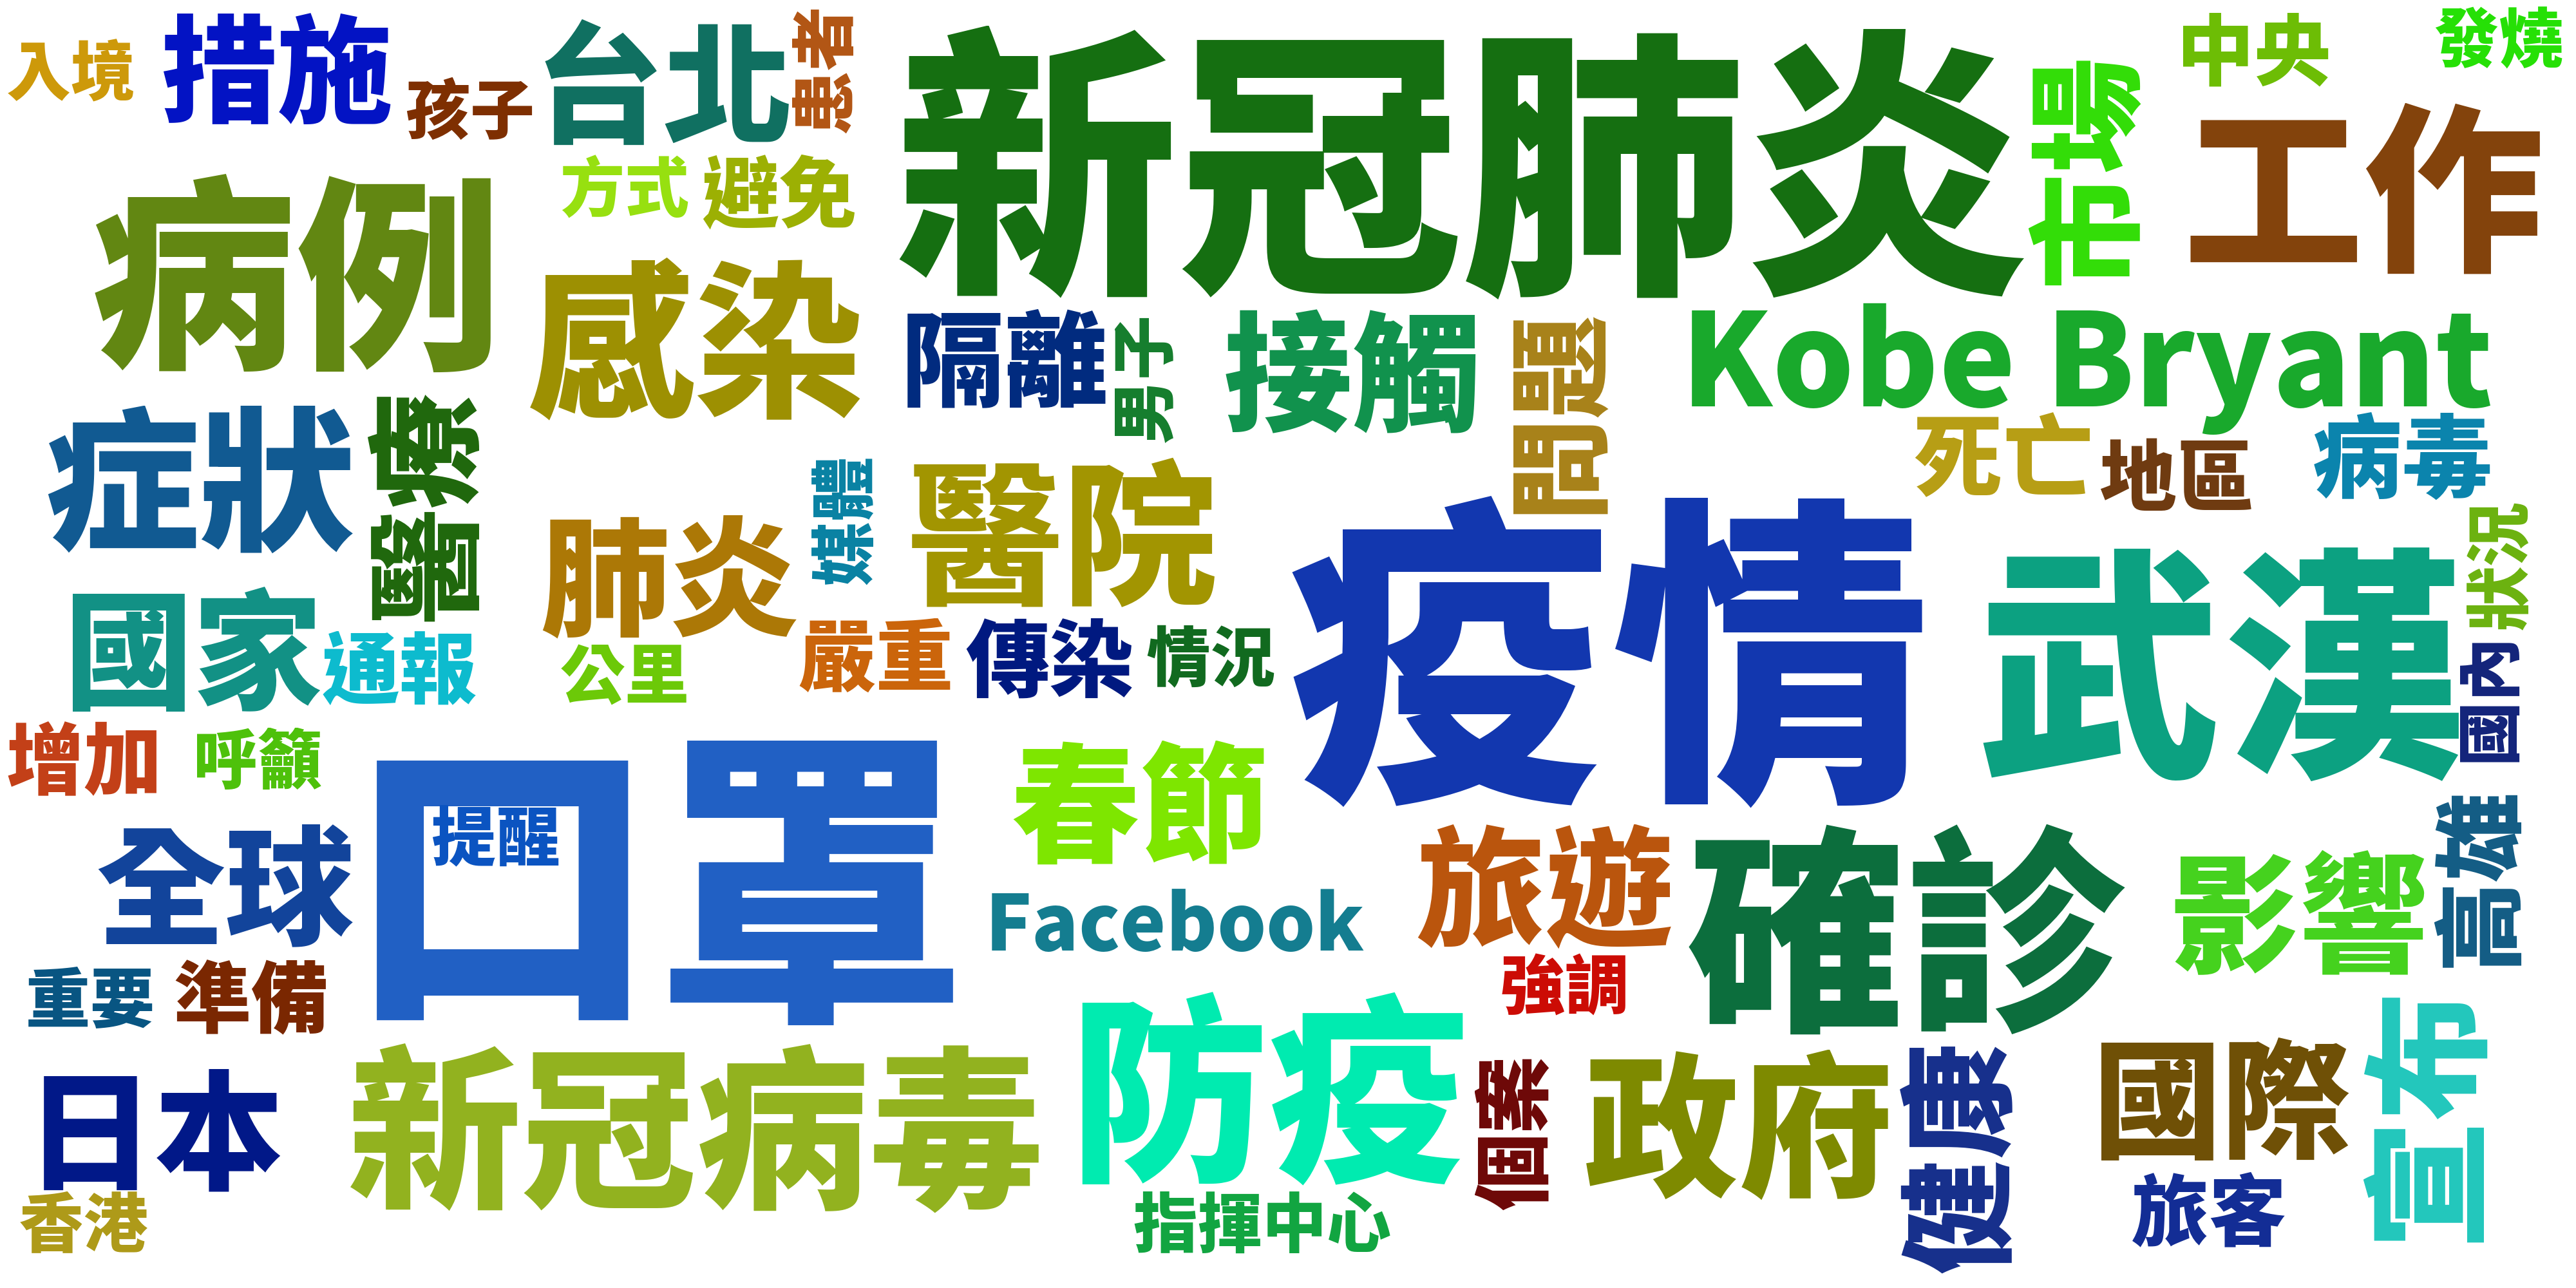 入境
措施
孩子
台北
患者
新冠肺炎
市場
中央
發燒
工作
病例
方式
避免
感染
隔離
男子
接觸
問題
Kobe Bryant
症狀
醫療
肺炎
媒體
醫院
死亡
地區
病毒
狀況
疫情
武漢
國內
國家
通報
公里
嚴重
傳染
情況
增加
呼籲
口罩
提醒
春節
全球
Facebook
旅遊
強調
確診
影響
高雄
重要
準備
日本
香港
新冠病毒
防疫
指揮中心
個案
政府
健康
國際
旅客
宣布